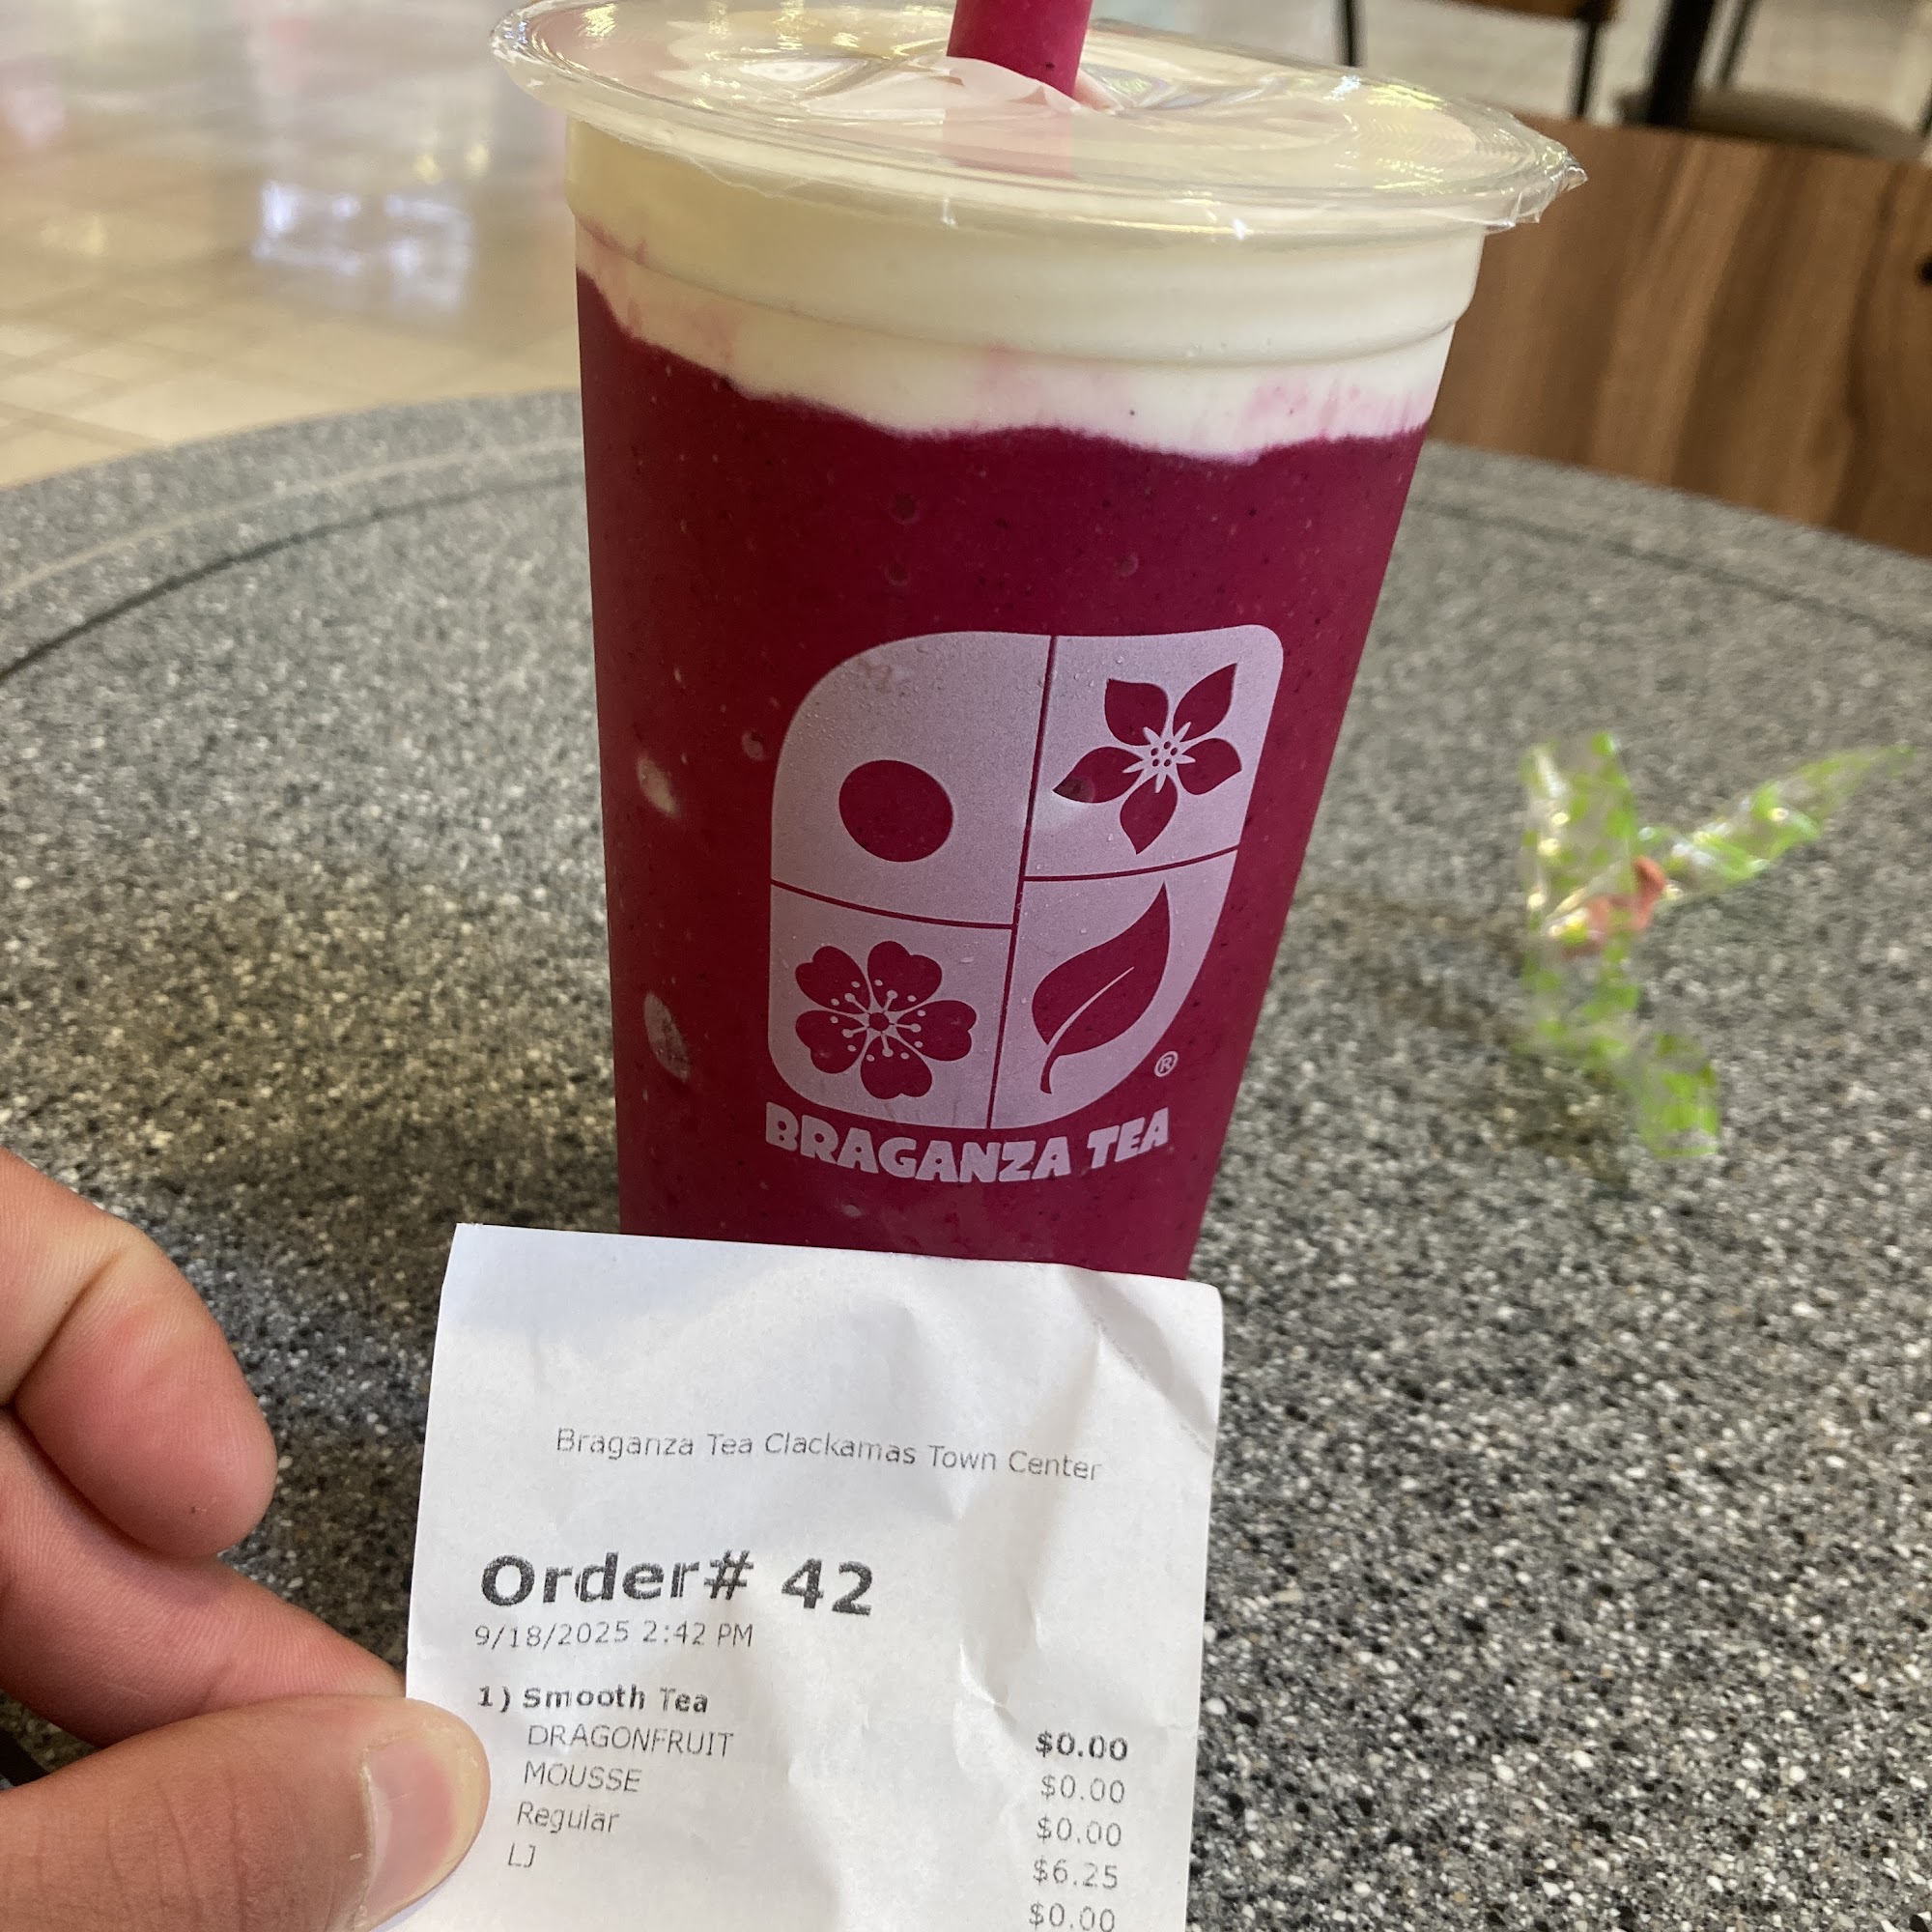 BRAGANZA TEA
®
Braganza Tea Clackamas Town Center
Order# 42
9/18/2025 2:42 PM
1) Smooth Tea $0.00
DRAGONFRUIT $0.00
MOUSSE $0.00
Regular $6.25
LJ $0.00